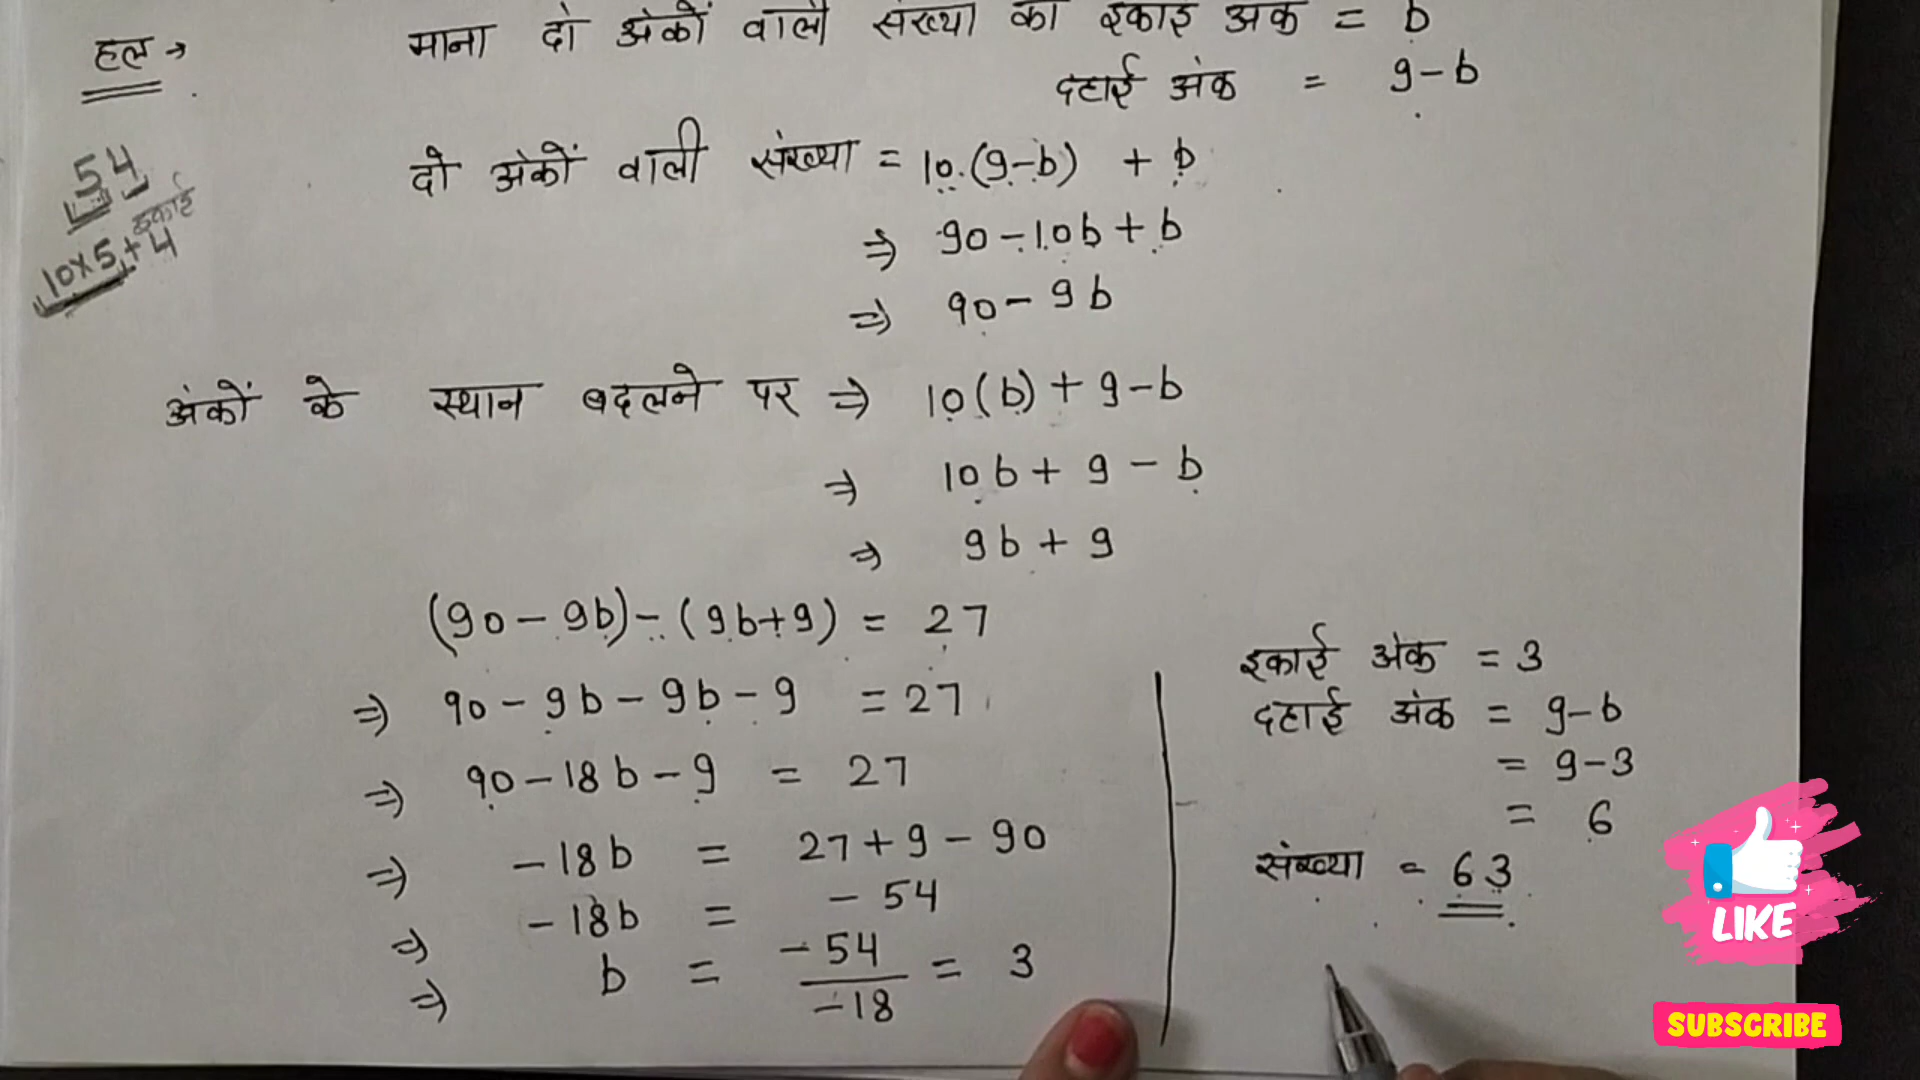 हल →
माना दो अंकों वाली संख्या का इकाई अंक = b
दहाई अंक = 9-b
54
इकाई
10×5+4
दो अंकों वाली संख्या = 10.(9-b) + b
⇒ 90-10b+b
⇒ 90-9b
अंकों के स्थान बदलने पर ⇒ 10(b)+9-b
⇒ 10b+9-b
⇒ 9b+9
(90-9b)-(9b+9) = 27
⇒ 90-9b-9b-9 = 27
⇒ 90-18b-9 = 27
⇒ -18b = 27+9-90
⇒ -18b = -54
⇒ b = -54/-18 = 3
इकाई अंक = 3
दहाई अंक = 9-b
= 9-3
= 6
संख्या = 63
LIKE
SUBSCRIBE